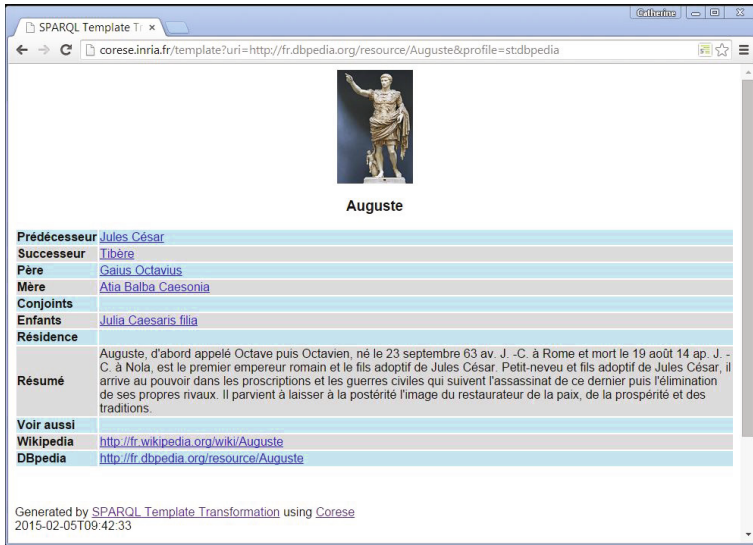 Catherine
SPARQL Template Tr
corese.inria.fr/template?uri=http://fr.dbpedia.org/resource/Auguste&profile=st:dbpedia
Auguste
Prédécesseur Jules César
Successeur Tibère
Père Gaius Octavius
Mère Atia Balba Caesonia
Conjoints
Enfants Julia Caesaris filia
Résidence
Auguste, d'abord appelé Octave puis Octavien, né le 23 septembre 63 av. J. -C. à Rome et mort le 19 août 14 ap. J. -
C. à Nola, est le premier empereur romain et le fils adoptif de Jules César. Petit-neveu et fils adoptif de Jules César, il
Résumé arrive au pouvoir dans les proscriptions et les guerres civiles qui suivent l'assassinat de ce dernier puis l'élimination
de ses propres rivaux. Il parvient à laisser à la postérité l'image du restaurateur de la paix, de la prospérité et des
traditions.
Voir aussi
Wikipedia http://fr.wikipedia.org/wiki/Auguste
DBpedia http://fr.dbpedia.org/resource/Auguste
Generated by SPARQL Template Transformation using Corese
2015-02-05T09:42:33